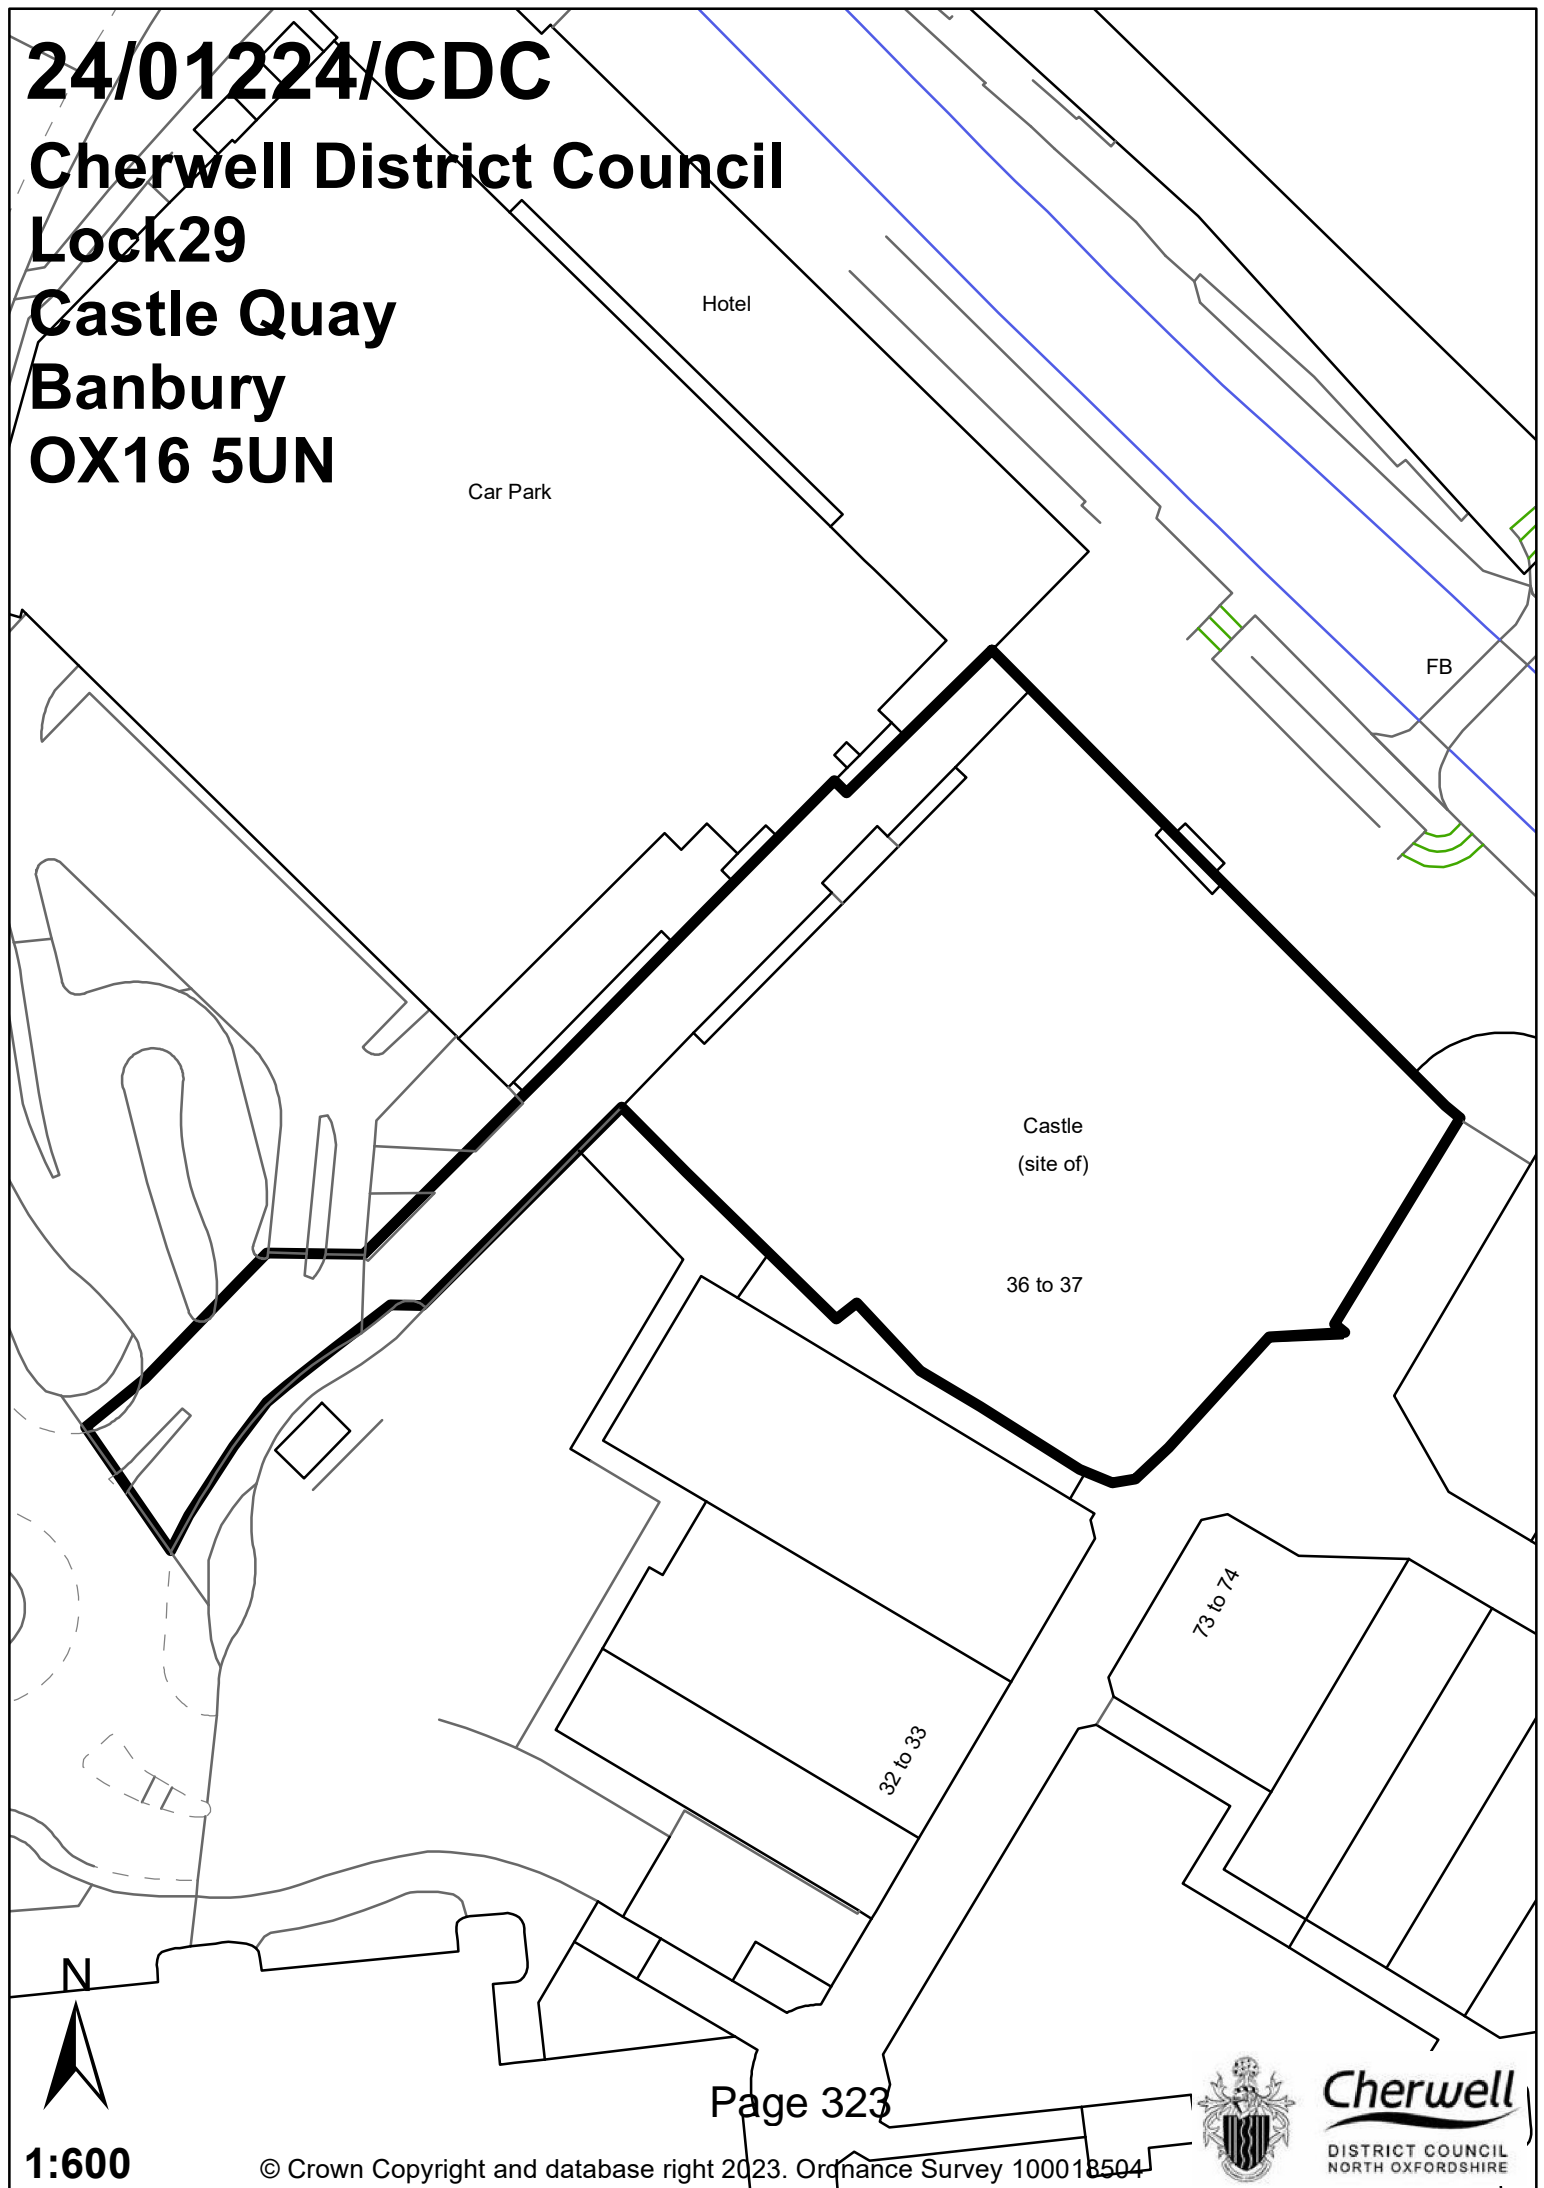 24/01224/CDC
Cherwell District Council
Lock29
Castle Quay
Banbury
OX16 5UN
Hotel
Car Park
FB
Castle
(site of)
36 to 37
73 to 74
32 to 33
N
Page 323
1:600
© Crown Copyright and database right 2023. Ordnance Survey 100018504
Cherwell
DISTRICT COUNCIL
NORTH OXFORDSHIRE